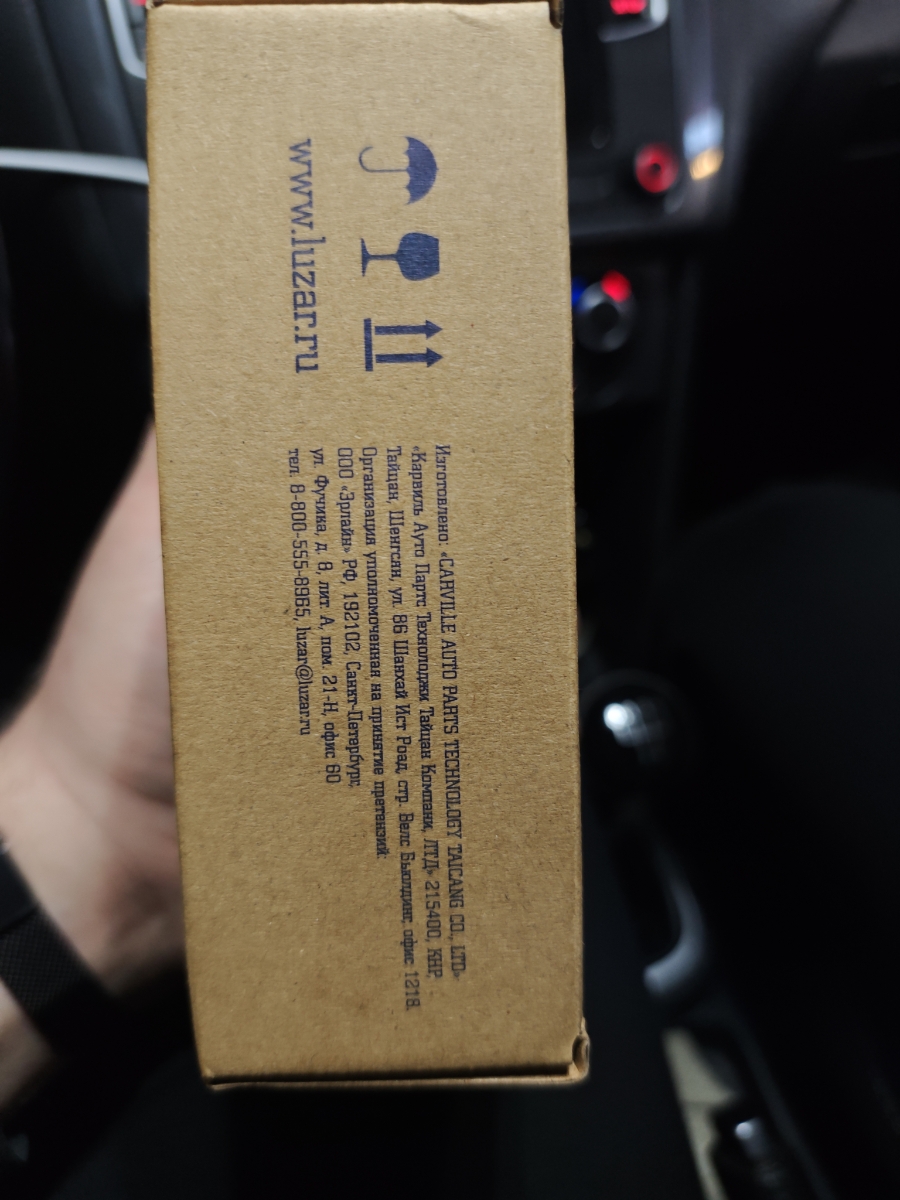 www.luzar.ru
Изготовлено: «CARVILLE AUTO PARTS TECHNOLOGY TAICANG CO., LTD»
«Карвиль Ауто Партс Технолоджи Тайцан Компани, ЛТД» 215400, КНР,
Тайцан, Шенгсян, ул. 86 Шанхай Ист Роад, стр. Велс Бьюлдинг, офис 1218.
Организация уполномоченная на принятие претензий:
ООО «Эрлайн» РФ, 192102, Санкт-Петербург,
ул. Фучика, д. 8, лит. А, пом. 21-Н, офис 60
тел. 8-800-555-8965, luzar@luzar.ru